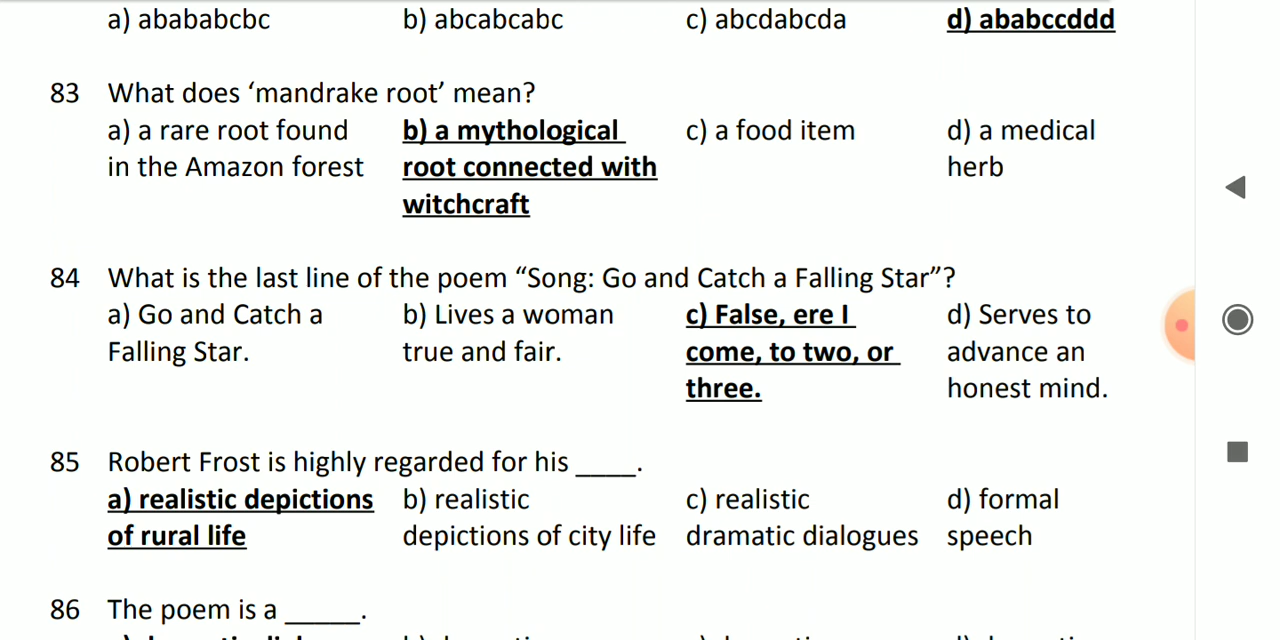 a) abababcbc b) abcabcabc c) abcdabcda d) ababccddd
83 What does ‘mandrake root’ mean?
a) a rare root found b) a mythological c) a food item d) a medical
in the Amazon forest root connected with herb
witchcraft
84 What is the last line of the poem “Song: Go and Catch a Falling Star”?
a) Go and Catch a b) Lives a woman c) False, ere I d) Serves to
Falling Star. true and fair. come, to two, or advance an
three. honest mind.
85 Robert Frost is highly regarded for his ____.
a) realistic depictions b) realistic c) realistic d) formal
of rural life depictions of city life dramatic dialogues speech
86 The poem is a _____.